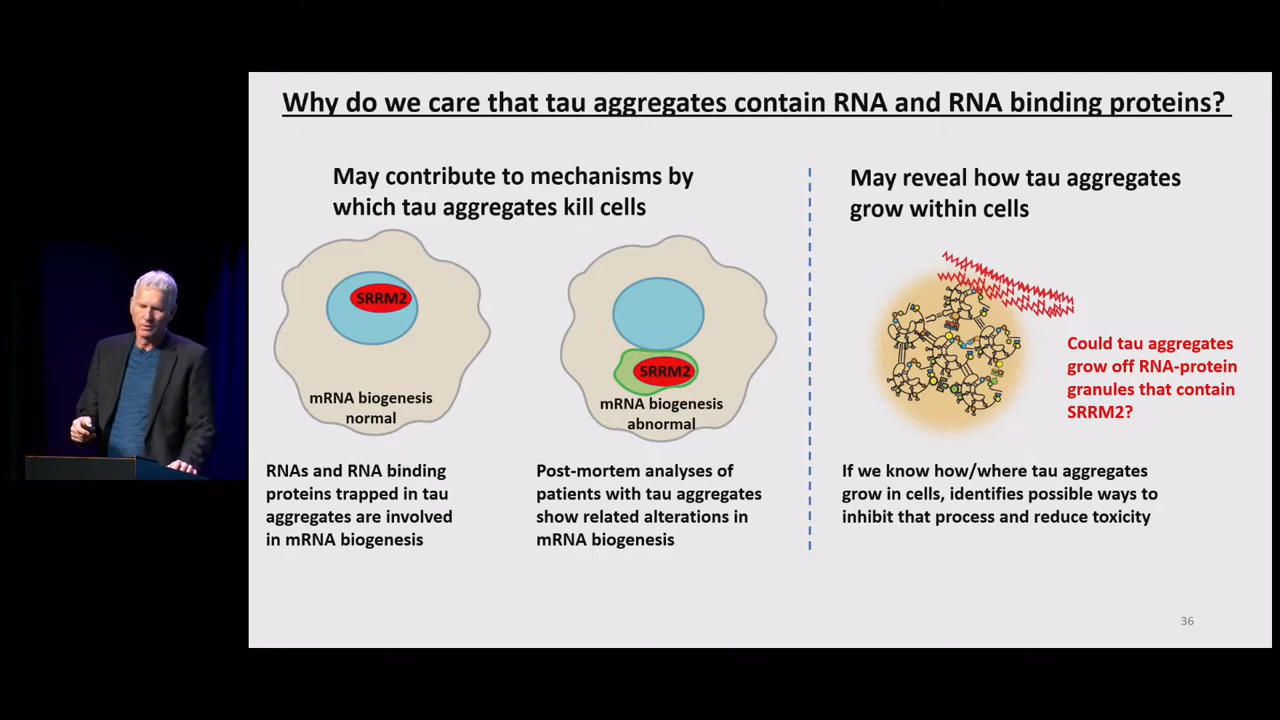 Why do we care that tau aggregates contain RNA and RNA binding proteins?
May contribute to mechanisms by
which tau aggregates kill cells
SRRM2
mRNA biogenesis
normal
SRRM2
mRNA biogenesis
abnormal
RNAs and RNA binding
proteins trapped in tau
aggregates are involved
in mRNA biogenesis
Post-mortem analyses of
patients with tau aggregates
show related alterations in
mRNA biogenesis
May reveal how tau aggregates
grow within cells
Could tau aggregates
grow off RNA-protein
granules that contain
SRRM2?
If we know how/where tau aggregates
grow in cells, identifies possible ways to
inhibit that process and reduce toxicity
36